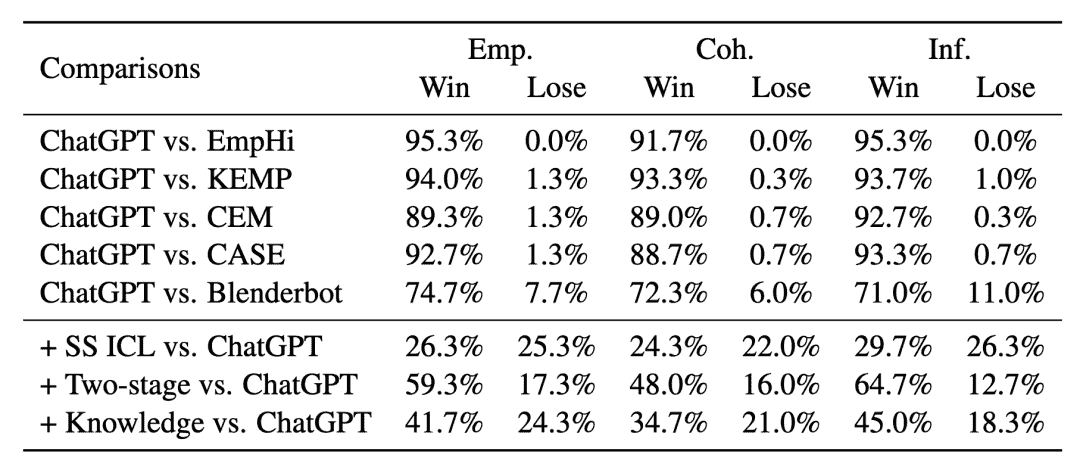 Comparisons Emp. Coh. Inf.
Win Lose Win Lose Win Lose
ChatGPT vs. EmpHi 95.3% 0.0% 91.7% 0.0% 95.3% 0.0%
ChatGPT vs. KEMP 94.0% 1.3% 93.3% 0.3% 93.7% 1.0%
ChatGPT vs. CEM 89.3% 1.3% 89.0% 0.7% 92.7% 0.3%
ChatGPT vs. CASE 92.7% 1.3% 88.7% 0.7% 93.3% 0.7%
ChatGPT vs. Blenderbot 74.7% 7.7% 72.3% 6.0% 71.0% 11.0%
+ SS ICL vs. ChatGPT 26.3% 25.3% 24.3% 22.0% 29.7% 26.3%
+ Two-stage vs. ChatGPT 59.3% 17.3% 48.0% 16.0% 64.7% 12.7%
+ Knowledge vs. ChatGPT 41.7% 24.3% 34.7% 21.0% 45.0% 18.3%